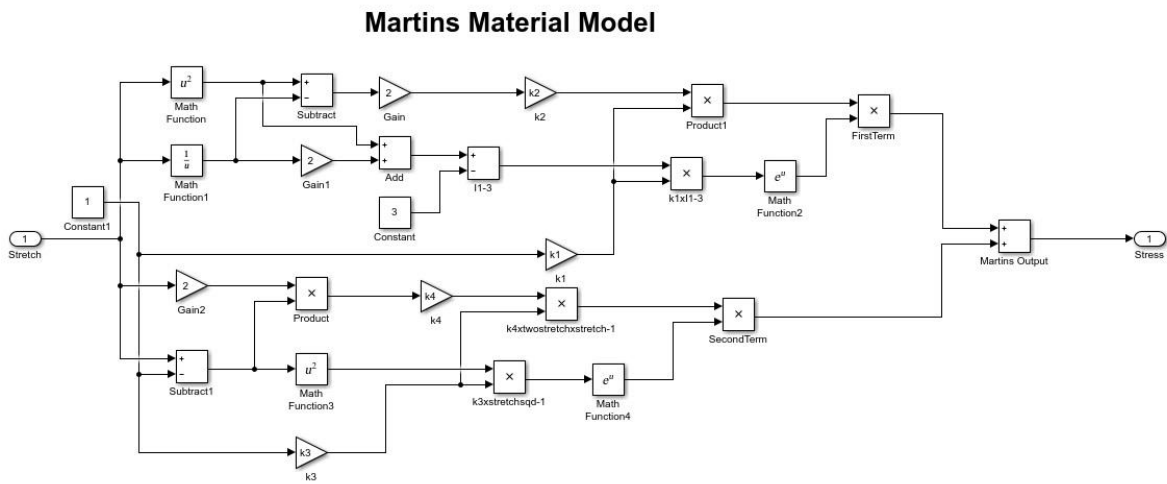 Martins Material Model
u²
Math
Function
+
−
Subtract
2
Gain
k2
k2
×
Product1
×
FirstTerm
1
u
Math
Function1
2
Gain1
+
+
Add
+
−
I1-3
×
k1xI1-3
eᵘ
Math
Function2
1
Constant1
3
Constant
1
Stretch
k1
k1
+
+
Martins Output
1
Stress
2
Gain2
×
Product
k4
k4
×
k4xtwostretchxstretch-1
×
SecondTerm
+
−
Subtract1
u²
Math
Function3
×
k3xstretchsqd-1
eᵘ
Math
Function4
k3
k3